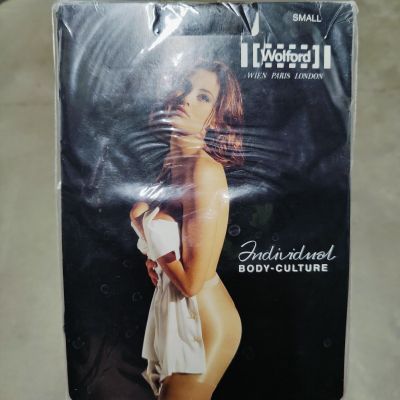 SMALL
Wolford
WIEN PARIS LONDON
Individual
BODY-CULTURE